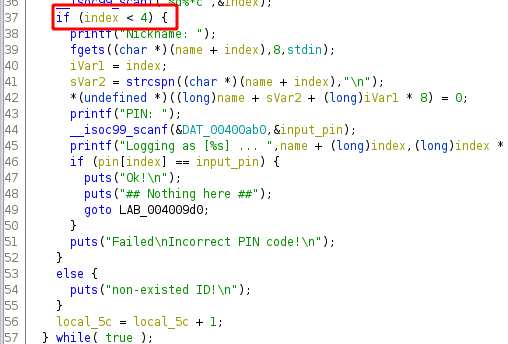 36 __isoc99_scanf("%d%*c",&index);
37 if (index < 4) {
38 printf("Nickname: ");
39 fgets((char *)(name + index),8,stdin);
40 iVar1 = index;
41 sVar2 = strcspn((char *)(name + index),"\n");
42 *(undefined *)((long)name + sVar2 + (long)iVar1 * 8) = 0;
43 printf("PIN: ");
44 __isoc99_scanf(&DAT_00400ab0,&input_pin);
45 printf("Logging as [%s] ... ",name + (long)index,(long)index *
46 if (pin[index] == input_pin) {
47 puts("Ok!\n");
48 puts("## Nothing here ##");
49 goto LAB_004009d0;
50 }
51 puts("Failed\nIncorrect PIN code!\n");
52 }
53 else {
54 puts("non-existed ID!\n");
55 }
56 local_5c = local_5c + 1;
57 } while( true );